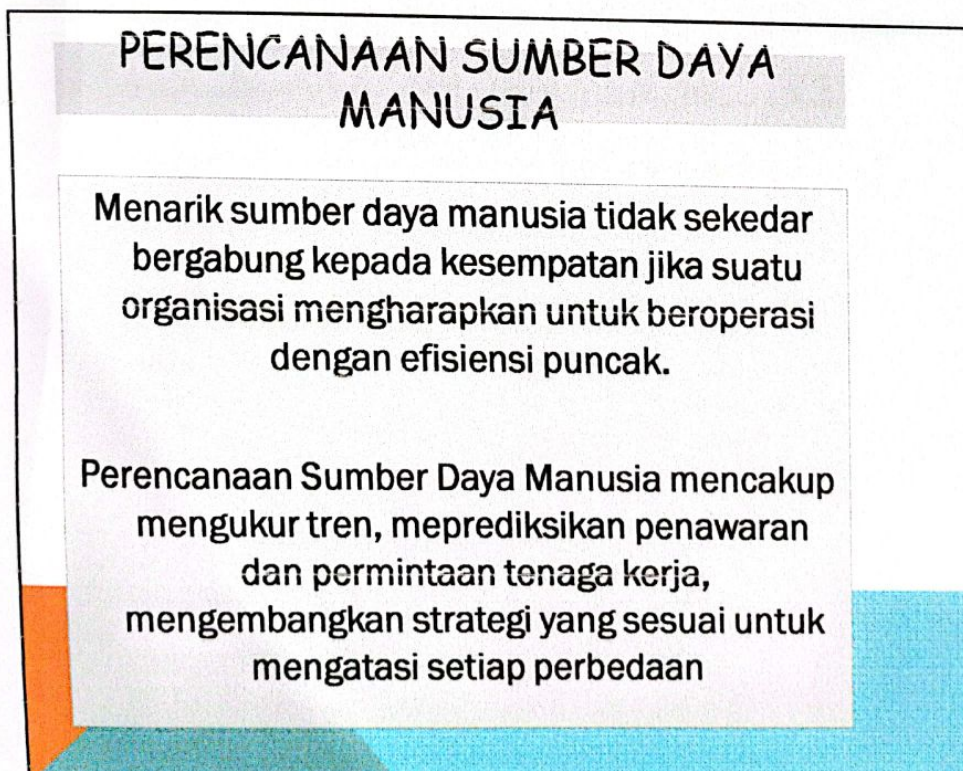 PERENCANAAN SUMBER DAYA
MANUSIA
Menarik sumber daya manusia tidak sekedar
bergabung kepada kesempatan jika suatu
organisasi mengharapkan untuk beroperasi
dengan efisiensi puncak.
Perencanaan Sumber Daya Manusia mencakup
mengukur tren, meprediksikan penawaran
dan permintaan tenaga kerja,
mengembangkan strategi yang sesuai untuk
mengatasi setiap perbedaan